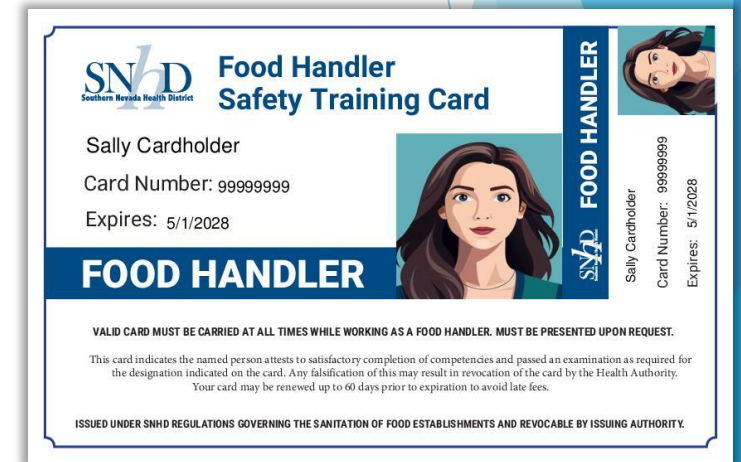 SNhD
Southern Nevada Health District
Food Handler
Safety Training Card
Sally Cardholder
Card Number: 99999999
Expires: 5/1/2028
FOOD HANDLER
FOOD HANDLER
SNhD
Southern Nevada Health District
Sally Cardholder
Card Number: 99999999
Expires: 5/1/2028
VALID CARD MUST BE CARRIED AT ALL TIMES WHILE WORKING AS A FOOD HANDLER. MUST BE PRESENTED UPON REQUEST.
This card indicates the named person attests to satisfactory completion of competencies and passed an examination as required for
the designation indicated on the card. Any falsification of this may result in revocation of the card by the Health Authority.
Your card may be renewed up to 60 days prior to expiration to avoid late fees.
ISSUED UNDER SNHD REGULATIONS GOVERNING THE SANITATION OF FOOD ESTABLISHMENTS AND REVOCABLE BY ISSUING AUTHORITY.